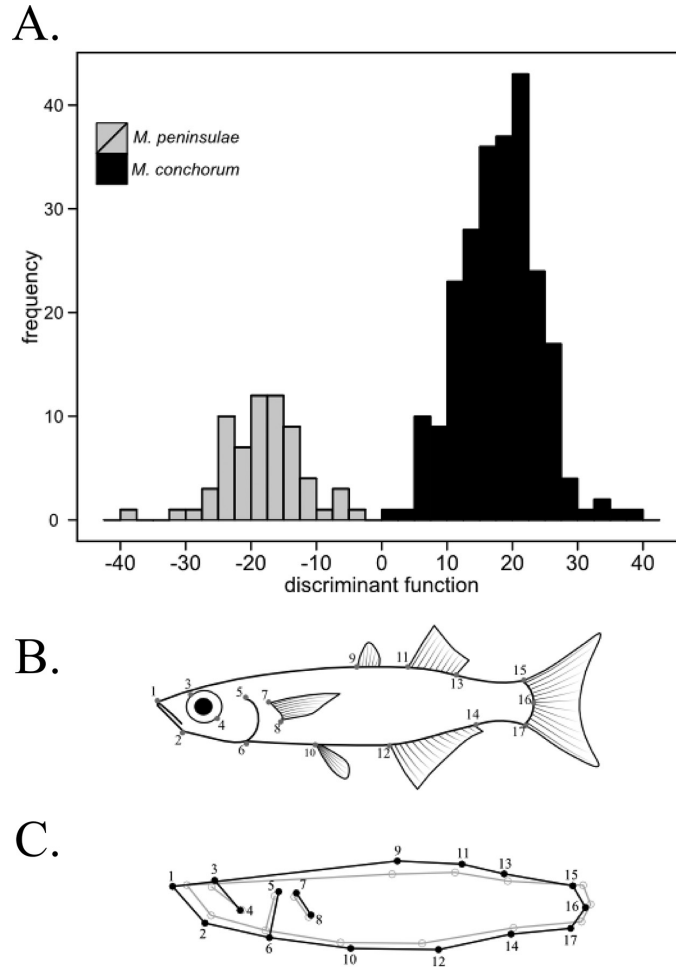 A.
40
30
20
10
0
frequency
M. peninsulae
M. conchorum
-40 -30 -20 -10 0 10 20 30 40
discriminant function
B.
1 3 5 7 9 11 13 15
2 4 6 8 10 12 14 16 17
C.
1 3 5 7 9 11 13 15
2 4 6 8 10 12 14 16 17